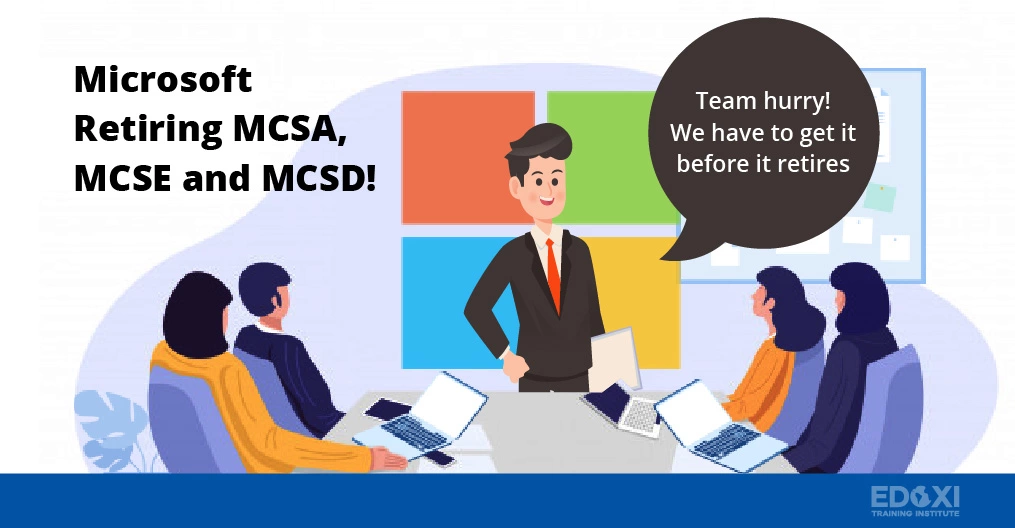 Microsoft
Retiring MCSA,
MCSE and MCSD!
Team hurry!
We have to get it
before it retires
EDOXI
TRAINING INSTITUTE